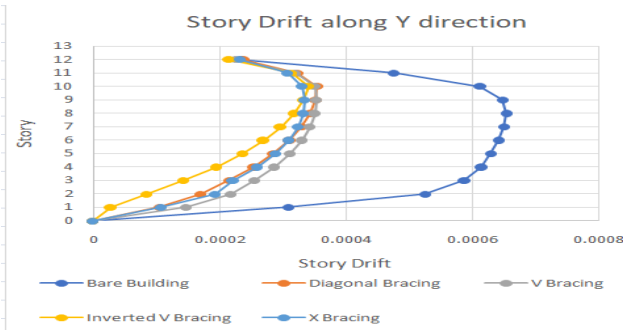 Story Drift along Y direction
13
12
11
10
9
8
7
6
5
4
3
2
1
0
Story
0 0.0002 0.0004 0.0006 0.0008
Story Drift
Bare Building Diagonal Bracing V Bracing
Inverted V Bracing X Bracing